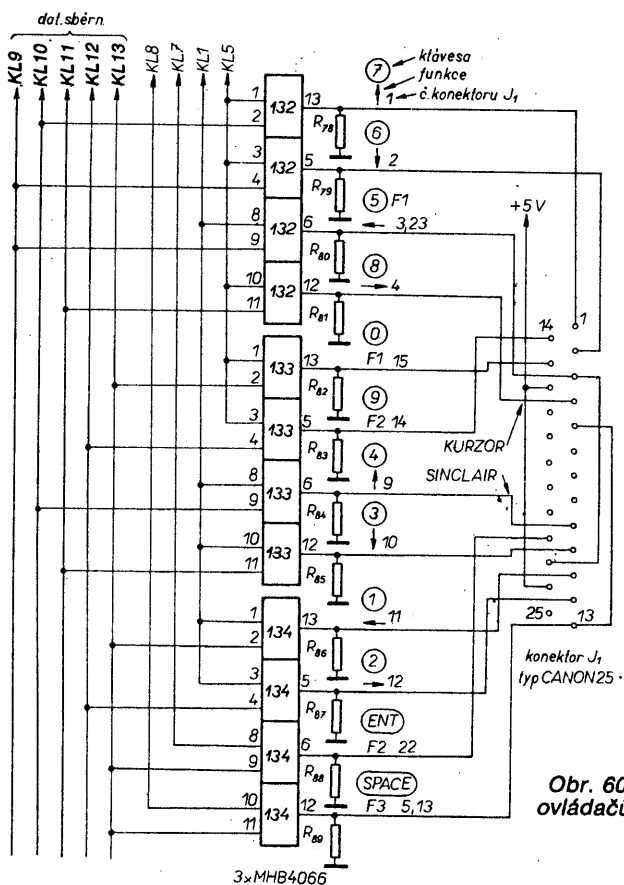 dat.sběrn.
KL9 KL10 KL11 KL12 KL13 KL8 KL7 KL1 KL5
7 klávesa
funkce
1 č.konektoru J1
1 132 13
2 R78
6
3 132 5 2
4 R79
5 F1
+5V
8 132 6 3,23
9 R80
8
10 132 12 4
11 R81
14 1
0
1 133 13 F1 15
2 R82
9
3 133 5 F2 14
4 R83
KURZOR
4
SINCLAIR
8 133 6 9
9 R84
3
10 133 12 10
11 R85
1
1 134 13 11
2 R86
25 13
2
konektor J1
typ CANON 25
3 134 5 12
4 R87
ENT
8 134 6 F2 22
9 R88
SPACE
10 134 12 F3 5,13
11 R89
Obr. 60
ovládačů
3×MHB4066